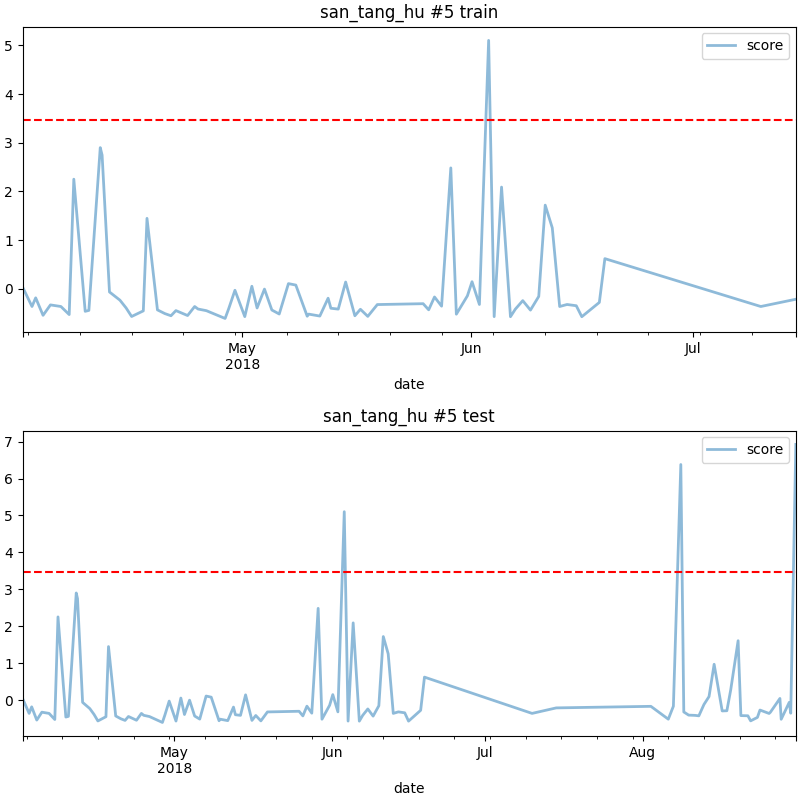 san_tang_hu #5 train
score
5
4
3
2
1
0
May
2018
Jun
Jul
date
san_tang_hu #5 test
score
7
6
5
4
3
2
1
0
May
2018
Jun
Jul
Aug
date